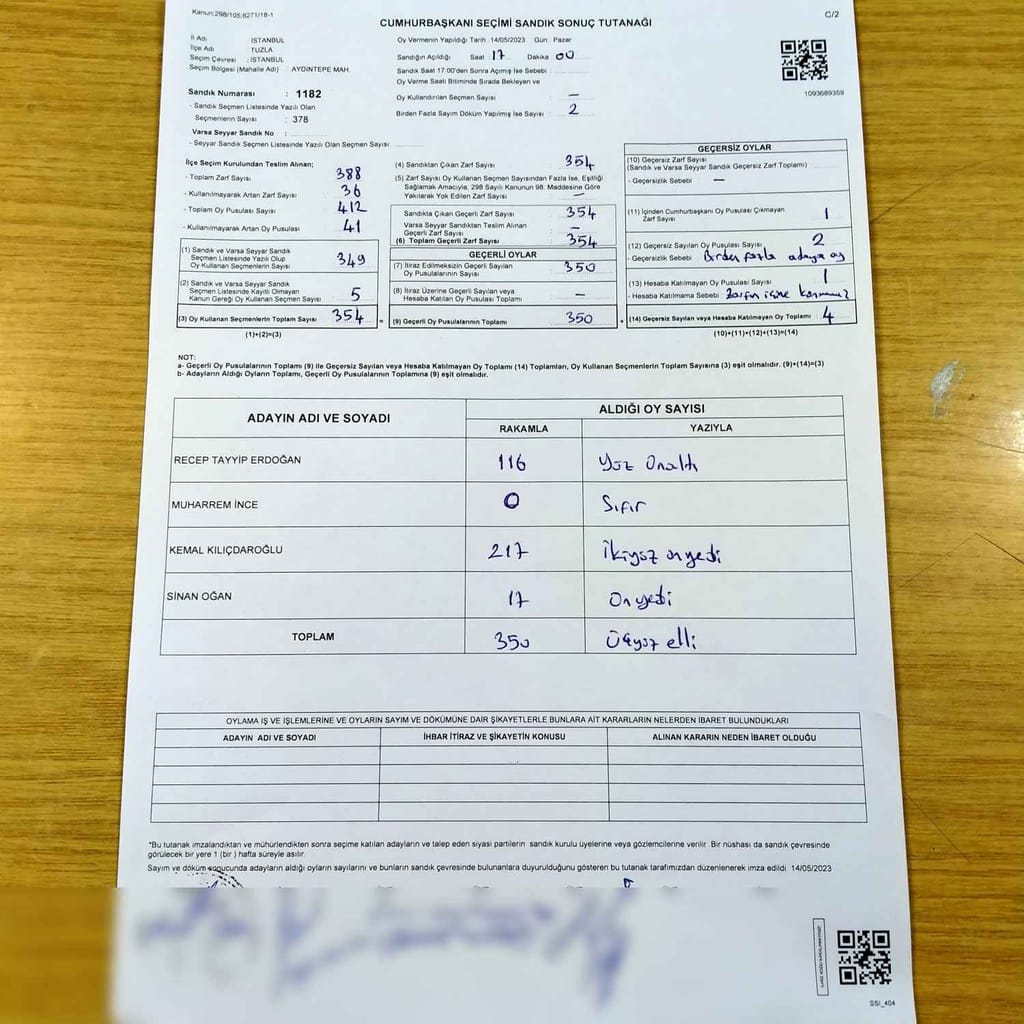 Kanun:298/105,6271/18-1
C/2
CUMHURBAŞKANI SEÇİMİ SANDIK SONUÇ TUTANAĞI
İl Adı : İSTANBUL
İlçe Adı : TUZLA
Seçim Çevresi : İSTANBUL
Seçim Bölgesi (Mahalle Adı) : AYDINTEPE MAH.
Sandık Numarası : 1182
- Sandık Seçmen Listesinde Yazılı Olan
Seçmenlerin Sayısı : 378
Varsa Seyyar Sandık No :
- Seyyar Sandık Seçmen Listesinde Yazılı Olan Seçmen Sayısı
Oy Vermenin Yapıldığı Tarih :14/05/2023 Gün : Pazar
Sandığın Açıldığı Saat 17 Dakika 00
Sandık Saat 17.00'den Sonra Açımış İse Sebebi :
Oy Verme Saati Bitiminde Sırada Bekleyen ve
Oy Kullandırılan Seçmen Sayısı : —
Birden Fazla Sayım Döküm Yapılmış İse Sayısı : 2
1093689359
İlçe Seçim Kurulundan Teslim Alınan;
- Toplam Zarf Sayısı : 388
- Kullanılmayarak Artan Zarf Sayısı : 36
- Toplam Oy Pusulası Sayısı : 412
- Kullanılmayarak Artan Oy Pusulası : 41
(1) Sandık ve Varsa Seyyar Sandık
Seçmen Listesinde Yazılı Olup
Oy Kullanan Seçmenlerin Sayısı : 349
(2) Sandık ve Varsa Seyyar Sandık
Seçmen Listesinde Kayıtlı Olmayan
Kanun Gereği Oy Kullanan Seçmen Sayısı : 5
(3) Oy Kullanan Seçmenlerin Toplam Sayısı : 354 =
(1)+(2)=(3)
(4) Sandıktan Çıkan Zarf Sayısı : 354
(5) Zarf Sayısı Oy Kullanan Seçmen Sayısından Fazla İse, Eşitliği
Sağlamak Amacıyla, 298 Sayılı Kanunun 98. Maddesine Göre
Yakılarak Yok Edilen Zarf Sayısı : —
Sandıkta Çıkan Geçerli Zarf Sayısı : 354
Varsa Seyyar Sandıktan Teslim Alınan
Geçerli Zarf Sayısı : —
(6) Toplam Geçerli Zarf Sayısı : 354
GEÇERLİ OYLAR
(7) İtiraz Edilmeksizin Geçerli Sayılan
Oy Pusulalarının Sayısı : 350
(8) İtiraz Üzerine Geçerli Sayılan veya
Hesaba Katılan Oy Pusulası Toplamı : —
(9) Geçerli Oy Pusulalarının Toplamı : 350 +
GEÇERSİZ OYLAR
(10) Geçersiz Zarf Sayısı
(Sandık ve Varsa Seyyar Sandık Geçersiz Zarf Toplamı)
- Geçersizlik Sebebi : —
(11) İçinden Cumhurbaşkanı Oy Pusulası Çıkmayan
Zarf Sayısı : 1
(12) Geçersiz Sayılan Oy Pusulası Sayısı : 2
- Geçersizlik Sebebi : Birden fazla adaya oy
(13) Hesaba Katılmayan Oy Pusulası Sayısı : 1
- Hesaba Katılmama Sebebi : Zarfın içine
(14) Geçersiz Sayılan veya Hesaba Katılmayan Oy Toplamı : 4
(10)+(11)+(12)+(13)=(14)
NOT:
a- Geçerli Oy Pusulalarının Toplamı (9) ile Geçersiz Sayılan veya Hesaba Katılmayan Oy Toplamı (14) Toplamları, Oy Kullanan Seçmenlerin Toplam Sayısına (3) eşit olmalıdır. (9)+(14)=(3)
b- Adayların Aldığı Oyların Toplamı, Geçerli Oy Pusulalarının Toplamına (9) eşit olmalıdır.
ADAYIN ADI VE SOYADI ALDIĞI OY SAYISI
RAKAMLA YAZIYLA
RECEP TAYYİP ERDOĞAN 116 Yüz Onaltı
MUHARREM İNCE 0 Sıfır
KEMAL KILIÇDAROĞLU 217 İkiyüz onyedi
SİNAN OĞAN 17 Onyedi
TOPLAM 350 Üçyüz elli
OYLAMA İŞ VE İŞLEMLERİNE VE OYLARIN SAYIM VE DÖKÜMÜNE DAİR ŞİKAYETLERLE BUNLARA AİT KARARLARIN NELERDEN İBARET BULUNDUKLARI
ADAYIN ADI VE SOYADI İHBAR İTİRAZ VE ŞİKAYETİN KONUSU ALINAN KARARIN NEDEN İBARET OLDUĞU
*Bu tutanak imzalandıktan ve mühürlendikten sonra seçime katılan adayların ve talep eden siyasi partilerin sandık kurulu üyelerine veya gözlemcilerine verilir. Bir nüshası da sandık çevresinde
görülecek bir yere 1 (bir ) hafta süreyle asılır.
Sayım ve döküm sonucunda adayların aldığı oyların sayılarını ve bunların sandık çevresinde bulunanlara duyurulduğunu gösteren bu tutanak tarafımızdan düzenlenerek imza edildi. 14/05/2023
SSI_404